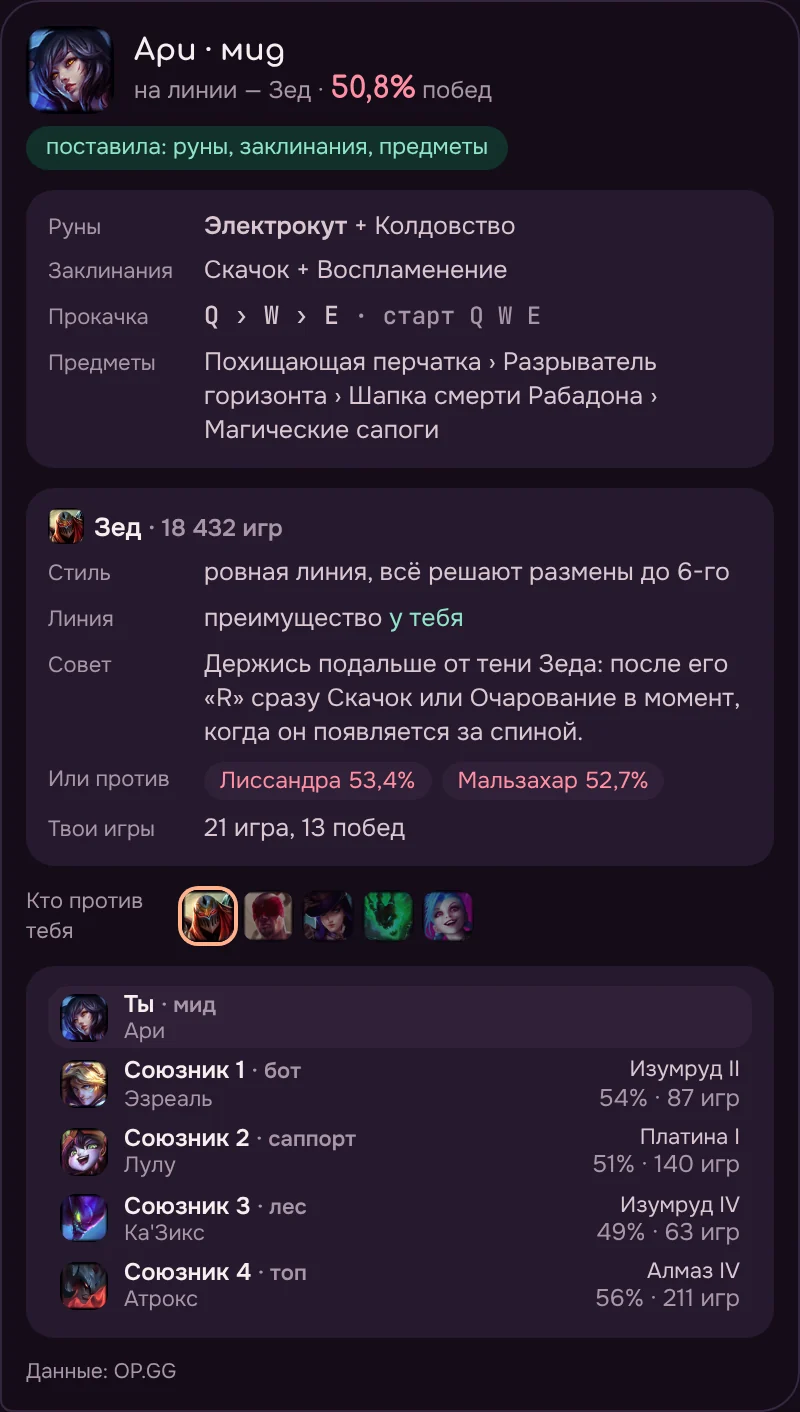 Ари · мид
на линии — Зед · 50,8% побед
поставила: руны, заклинания, предметы
Руны Электрокут + Колдовство
Заклинания Скачок + Воспламенение
Прокачка Q › W › E · старт Q W E
Предметы Похищающая перчатка › Разрыватель
горизонта › Шапка смерти Рабадона ›
Магические сапоги
Зед · 18 432 игр
Стиль ровная линия, всё решают размены до 6-го
Линия преимущество у тебя
Совет Держись подальше от тени Зеда: после его
«R» сразу Скачок или Очарование в момент,
когда он появляется за спиной.
Или против Лиссандра 53,4% Мальзахар 52,7%
Твои игры 21 игра, 13 побед
Кто против
тебя
Ты · мид
Ари
Союзник 1 · бот Изумруд II
Эзреаль 54% · 87 игр
Союзник 2 · саппорт Платина I
Лулу 51% · 140 игр
Союзник 3 · лес Изумруд IV
Ка'Зикс 49% · 63 игр
Союзник 4 · топ Алмаз IV
Атрокс 56% · 211 игр
Данные: OP.GG